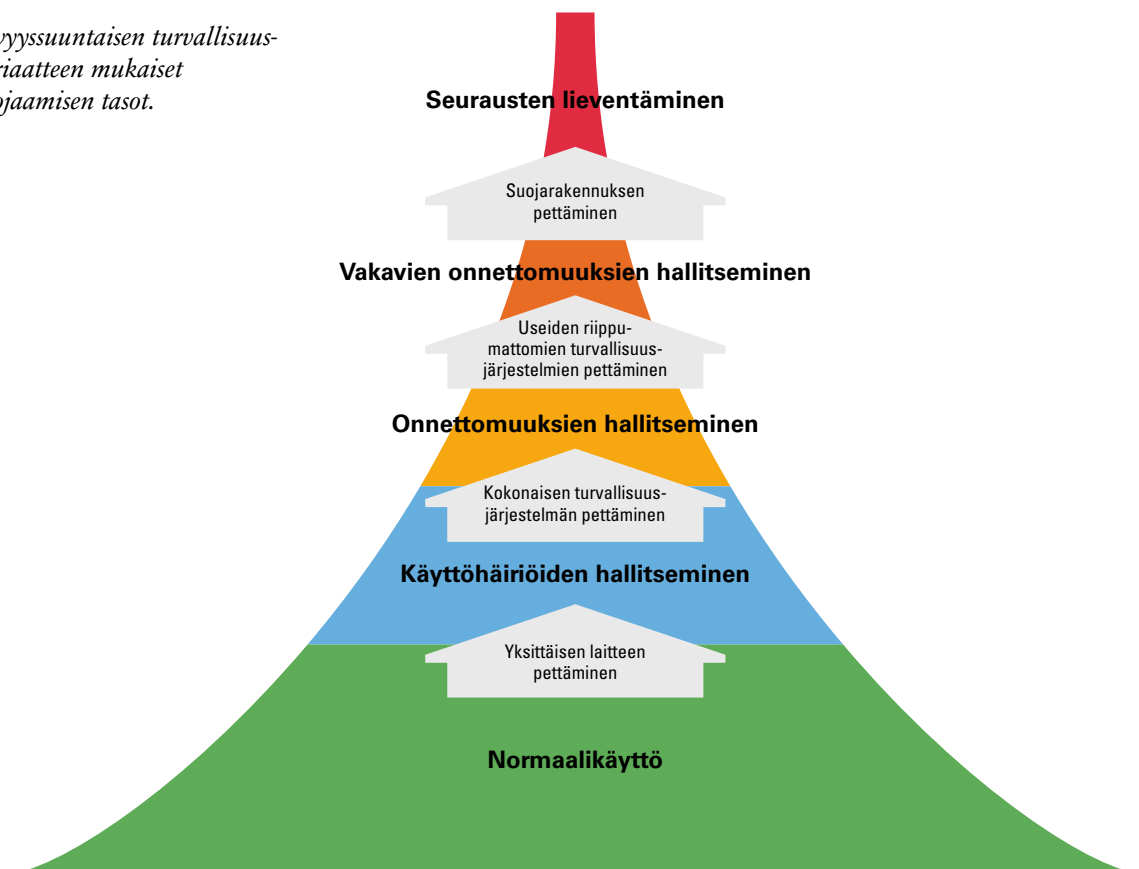 vyyssuuntaisen turvallisuus-
riaatteen mukaiset
ojaamisen tasot.
Seurausten lieventäminen
Suojarakennuksen
pettäminen
Vakavien onnettomuuksien hallitseminen
Useiden riippu-
mattomien turvallisuus-
järjestelmien pettäminen
Onnettomuuksien hallitseminen
Kokonaisen turvallisuus-
järjestelmän pettäminen
Käyttöhäiriöiden hallitseminen
Yksittäisen laitteen
pettäminen
Normaalikäyttö